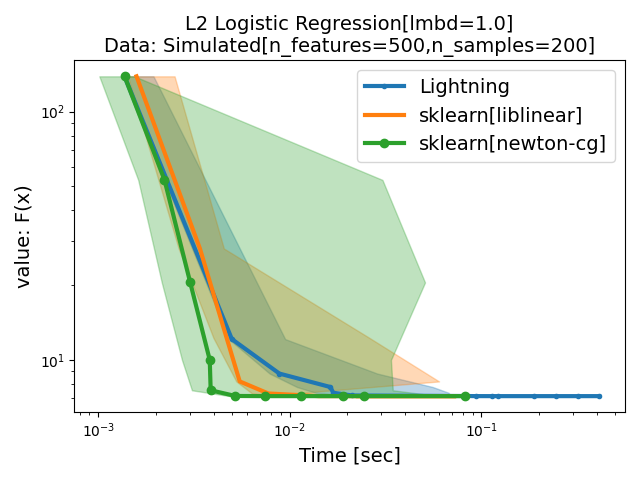 L2 Logistic Regression[lmbd=1.0]
Data: Simulated[n_features=500,n_samples=200]
Lightning
sklearn[liblinear]
sklearn[newton-cg]
value: F(x)
10²
10¹
10⁻³
10⁻²
10⁻¹
Time [sec]